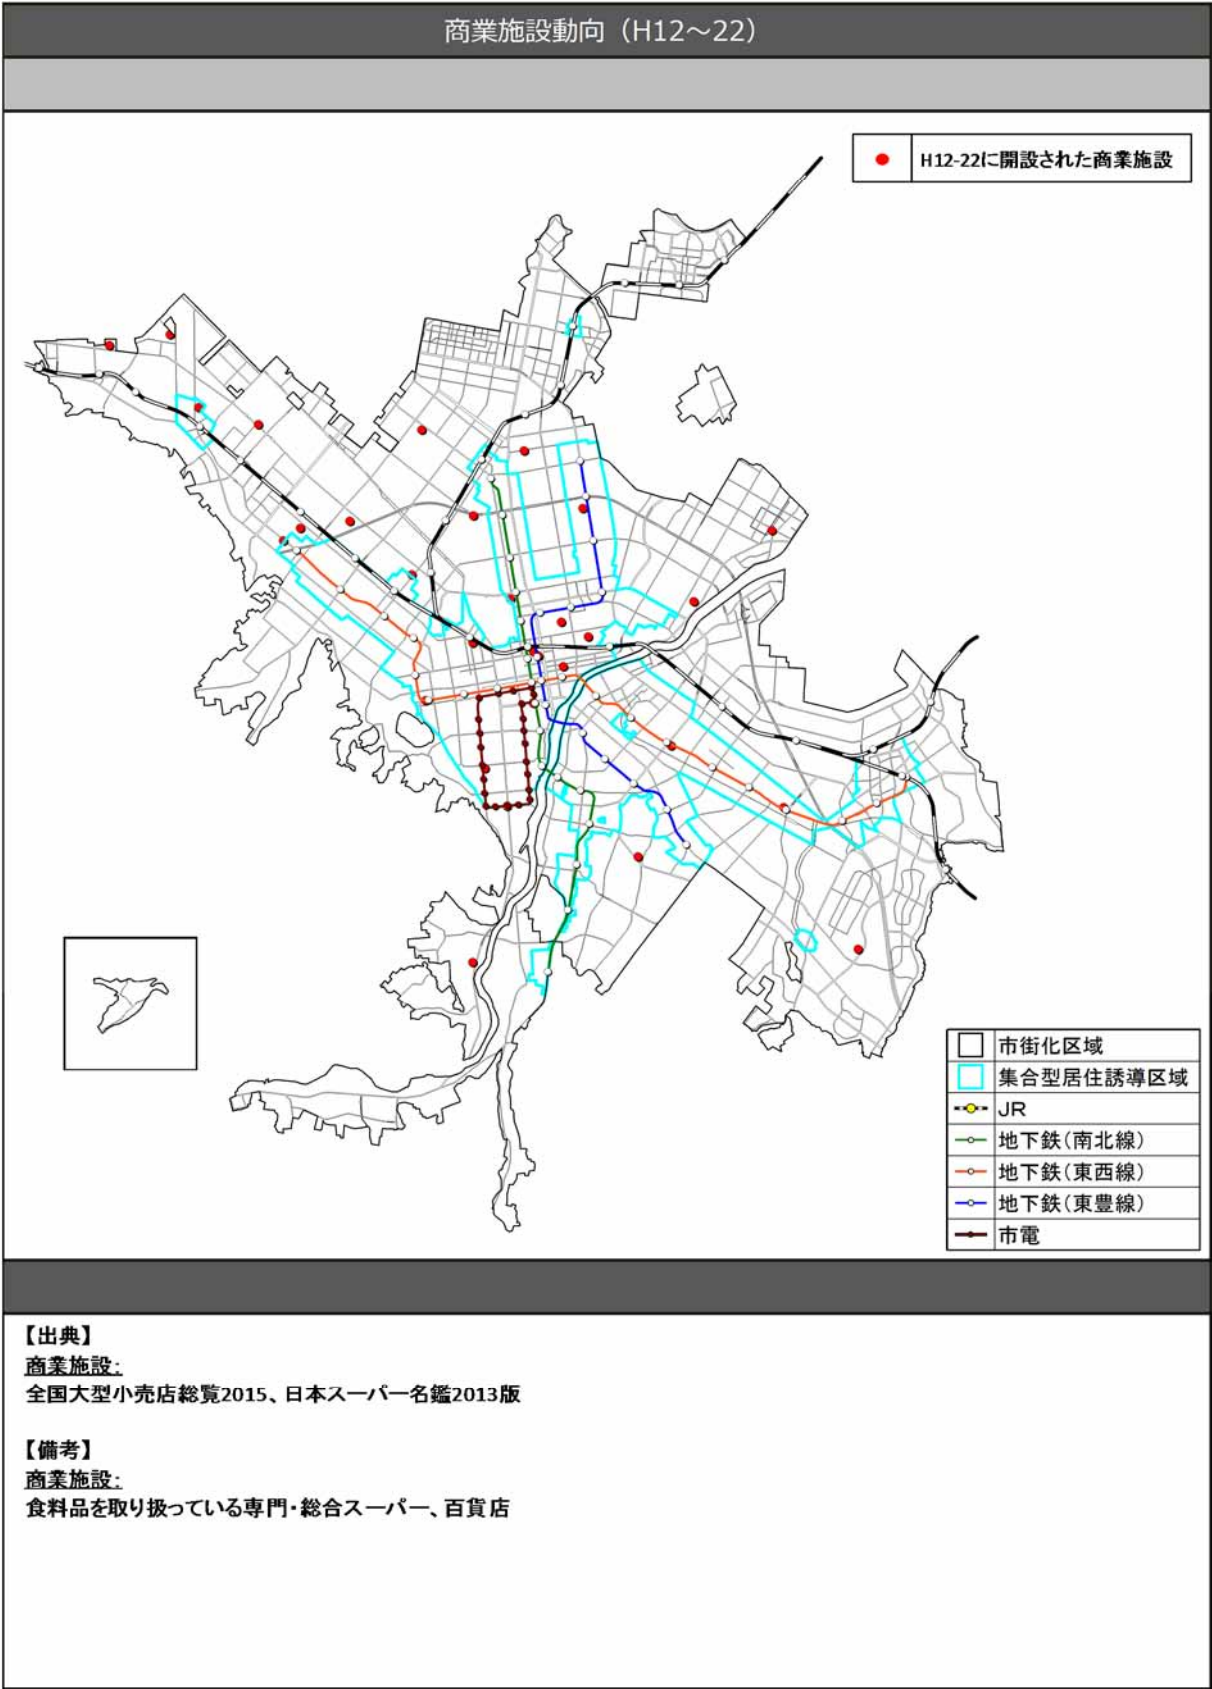 商業施設動向（H12～22）
H12-22に開設された商業施設
市街化区域
集合型居住誘導区域
JR
地下鉄（南北線）
地下鉄（東西線）
地下鉄（東豊線）
市電
【出典】
商業施設：
全国大型小売店総覧2015、日本スーパー名鑑2013版
【備考】
商業施設：
食料品を取り扱っている専門・総合スーパー、百貨店